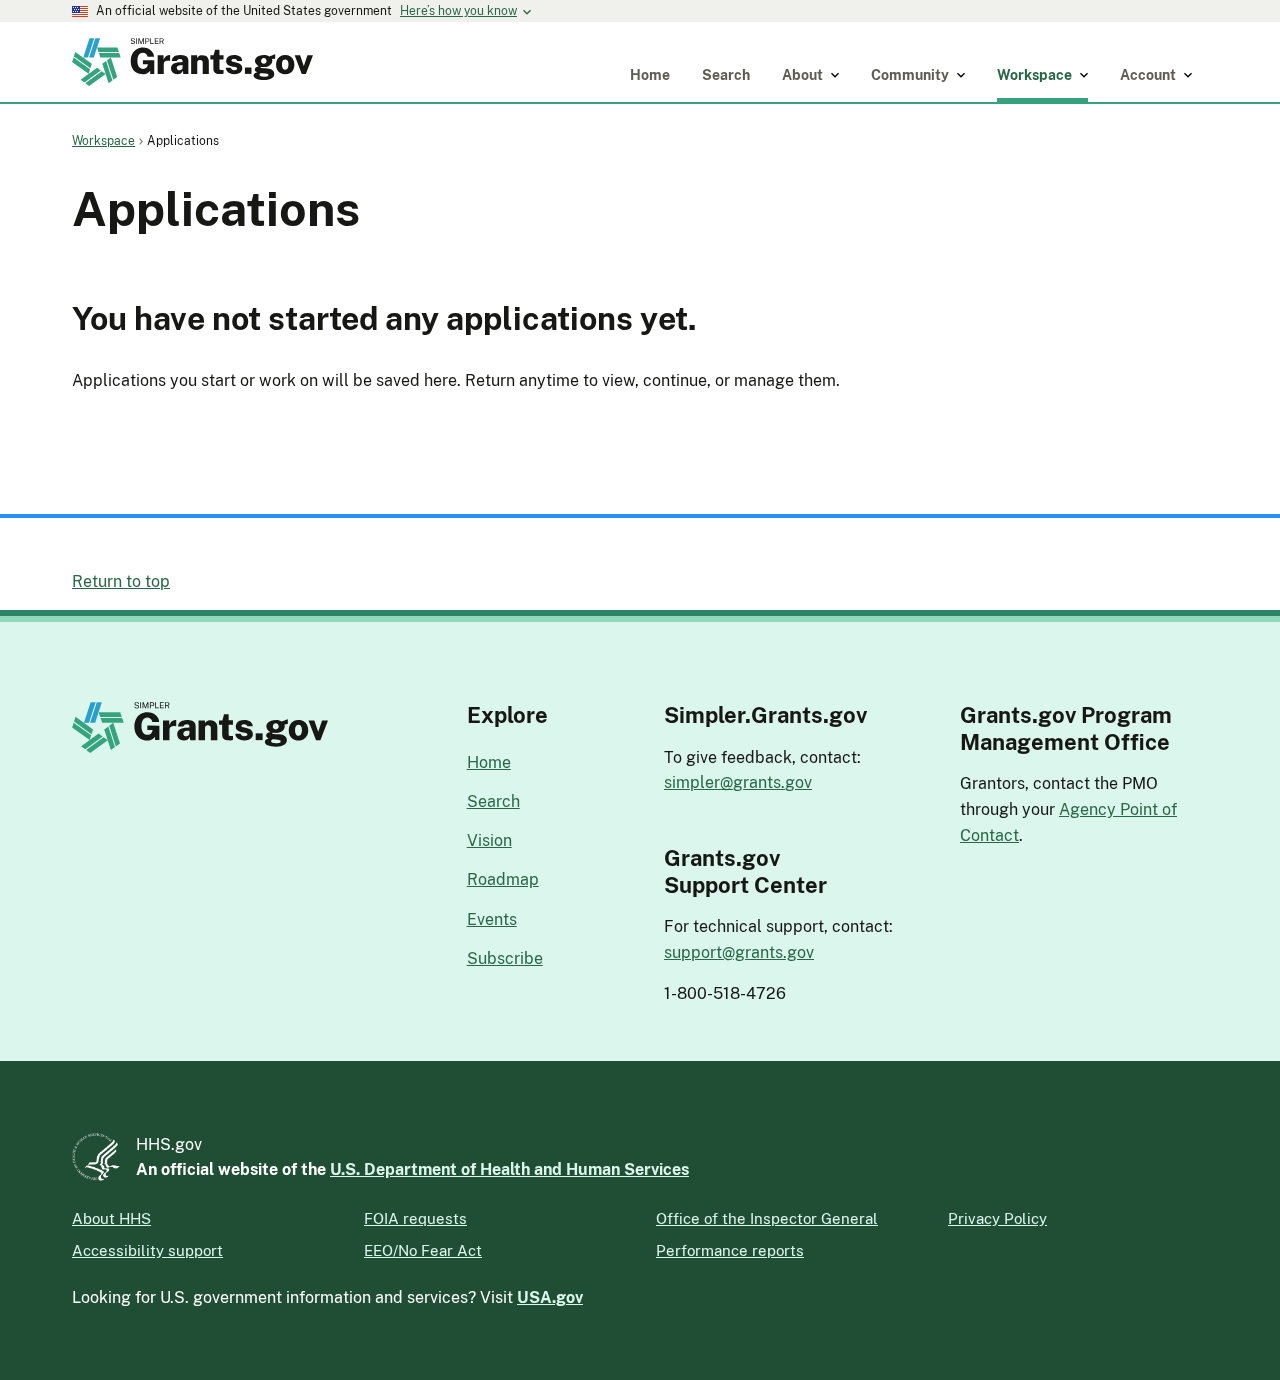 An official website of the United States government Here's how you know
SIMPLER
Grants.gov
Home Search About Community Workspace Account
Workspace › Applications
Applications
You have not started any applications yet.
Applications you start or work on will be saved here. Return anytime to view, continue, or manage them.
Return to top
SIMPLER
Grants.gov
Explore
Home
Search
Vision
Roadmap
Events
Subscribe
Simpler.Grants.gov
To give feedback, contact:
simpler@grants.gov
Grants.gov
Support Center
For technical support, contact:
support@grants.gov
1-800-518-4726
Grants.gov Program
Management Office
Grantors, contact the PMO
through your Agency Point of
Contact.
HHS.gov
An official website of the U.S. Department of Health and Human Services
About HHS FOIA requests Office of the Inspector General Privacy Policy
Accessibility support EEO/No Fear Act Performance reports
Looking for U.S. government information and services? Visit USA.gov